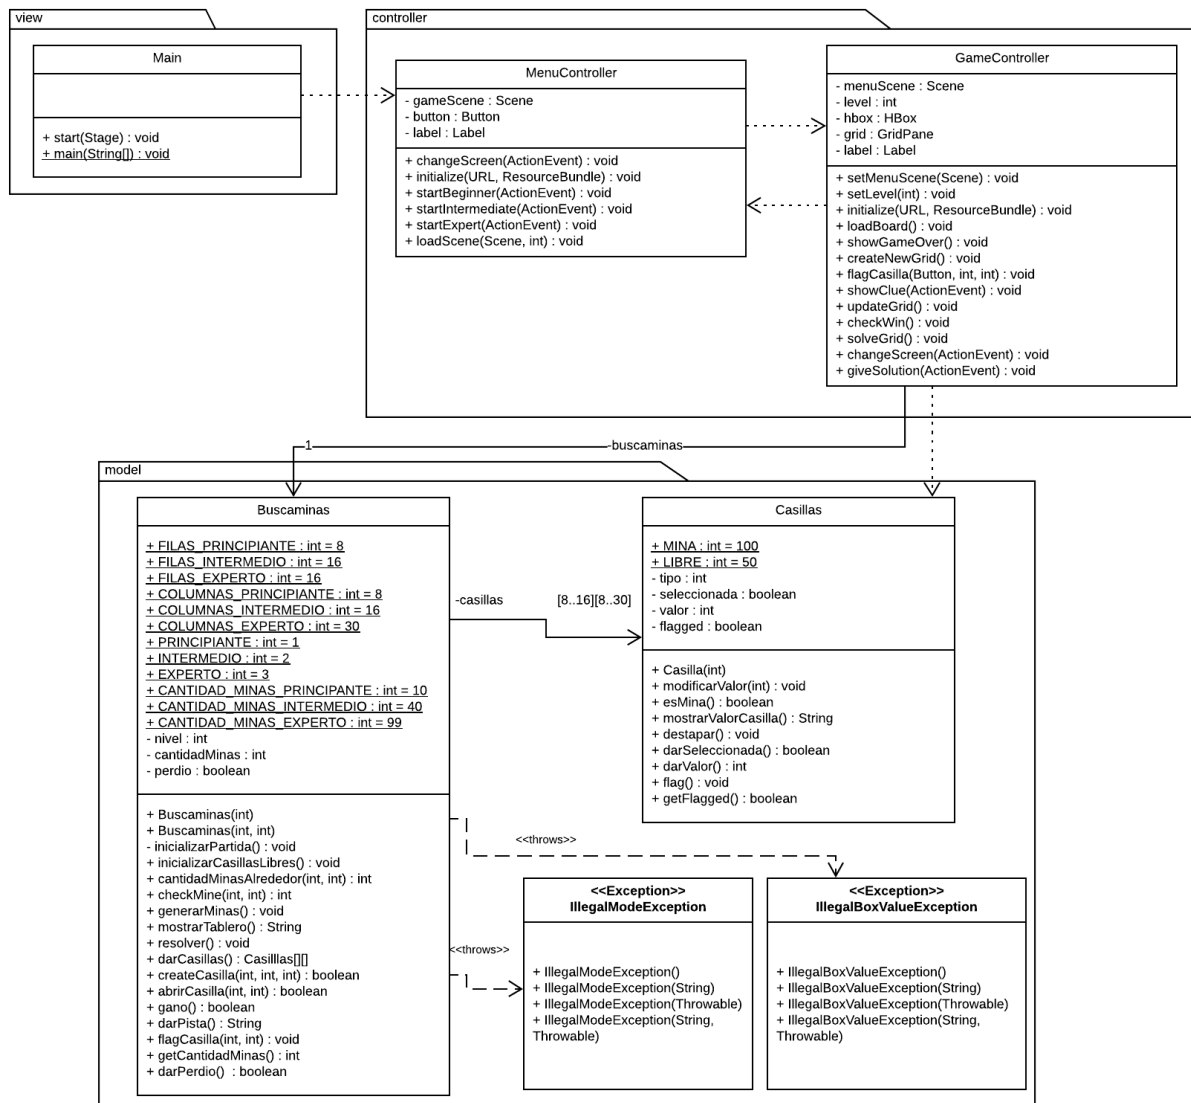 view
Main
+ start(Stage) : void
+ main(String[]) : void
controller
MenuController
- gameScene : Scene
- button : Button
- label : Label
+ changeScreen(ActionEvent) : void
+ initialize(URL, ResourceBundle) : void
+ startBeginner(ActionEvent) : void
+ startIntermediate(ActionEvent) : void
+ startExpert(ActionEvent) : void
+ loadScene(Scene, int) : void
GameController
- menuScene : Scene
- level : int
- hbox : HBox
- grid : GridPane
- label : Label
+ setMenuScene(Scene) : void
+ setLevel(int) : void
+ initialize(URL, ResourceBundle) : void
+ loadBoard() : void
+ showGameOver() : void
+ createNewGrid() : void
+ flagCasilla(Button, int, int) : void
+ showClue(ActionEvent) : void
+ updateGrid() : void
+ checkWin() : void
+ solveGrid() : void
+ changeScreen(ActionEvent) : void
+ giveSolution(ActionEvent) : void
1
-buscaminas
model
Buscaminas
+ FILAS_PRINCIPIANTE : int = 8
+ FILAS_INTERMEDIO : int = 16
+ FILAS_EXPERTO : int = 16
+ COLUMNAS_PRINCIPIANTE : int = 8
+ COLUMNAS_INTERMEDIO : int = 16
+ COLUMNAS_EXPERTO : int = 30
+ PRINCIPIANTE : int = 1
+ INTERMEDIO : int = 2
+ EXPERTO : int = 3
+ CANTIDAD_MINAS_PRINCIPANTE : int = 10
+ CANTIDAD_MINAS_INTERMEDIO : int = 40
+ CANTIDAD_MINAS_EXPERTO : int = 99
- nivel : int
- cantidadMinas : int
- perdio : boolean
+ Buscaminas(int)
+ Buscaminas(int, int)
- inicializarPartida() : void
+ inicializarCasillasLibres() : void
+ cantidadMinasAlrededor(int, int) : int
+ checkMine(int, int) : int
+ generarMinas() : void
+ mostrarTablero() : String
+ resolver() : void
+ darCasillas() : Casilllas[][]
+ createCasilla(int, int, int) : boolean
+ abrirCasilla(int, int) : boolean
+ gano() : boolean
+ darPista() : String
+ flagCasilla(int, int) : void
+ getCantidadMinas() : int
+ darPerdio() : boolean
-casillas
[8..16][8..30]
Casillas
+ MINA : int = 100
+ LIBRE : int = 50
- tipo : int
- seleccionada : boolean
- valor : int
- flagged : boolean
+ Casilla(int)
+ modificarValor(int) : void
+ esMina() : boolean
+ mostrarValorCasilla() : String
+ destapar() : void
+ darSeleccionada() : boolean
+ darValor() : int
+ flag() : void
+ getFlagged() : boolean
<<throws>>
<<throws>>
<<Exception>>
IllegalModeException
+ IllegalModeException()
+ IllegalModeException(String)
+ IllegalModeException(Throwable)
+ IllegalModeException(String,
Throwable)
<<Exception>>
IllegalBoxValueException
+ IllegalBoxValueException()
+ IllegalBoxValueException(String)
+ IllegalBoxValueException(Throwable)
+ IllegalBoxValueException(String,
Throwable)